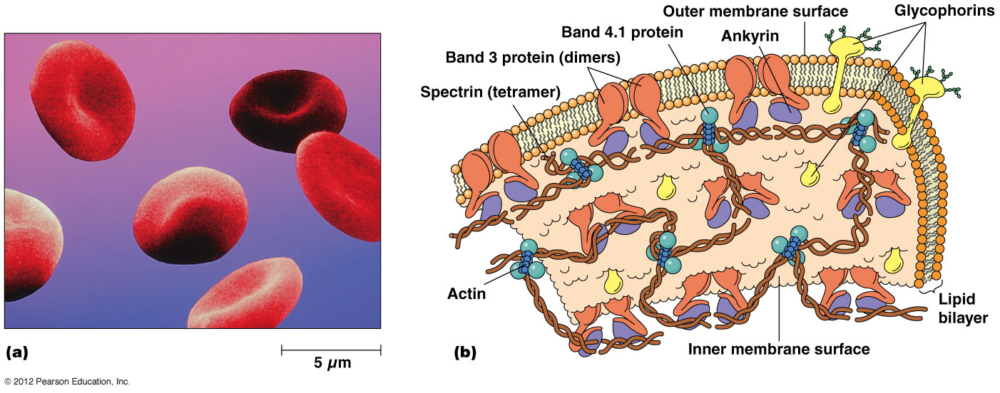 (a)
5 µm
© 2012 Pearson Education, Inc.
Outer membrane surface
Glycophorins
Band 4.1 protein
Ankyrin
Band 3 protein (dimers)
Spectrin (tetramer)
Actin
Lipid
bilayer
(b)
Inner membrane surface